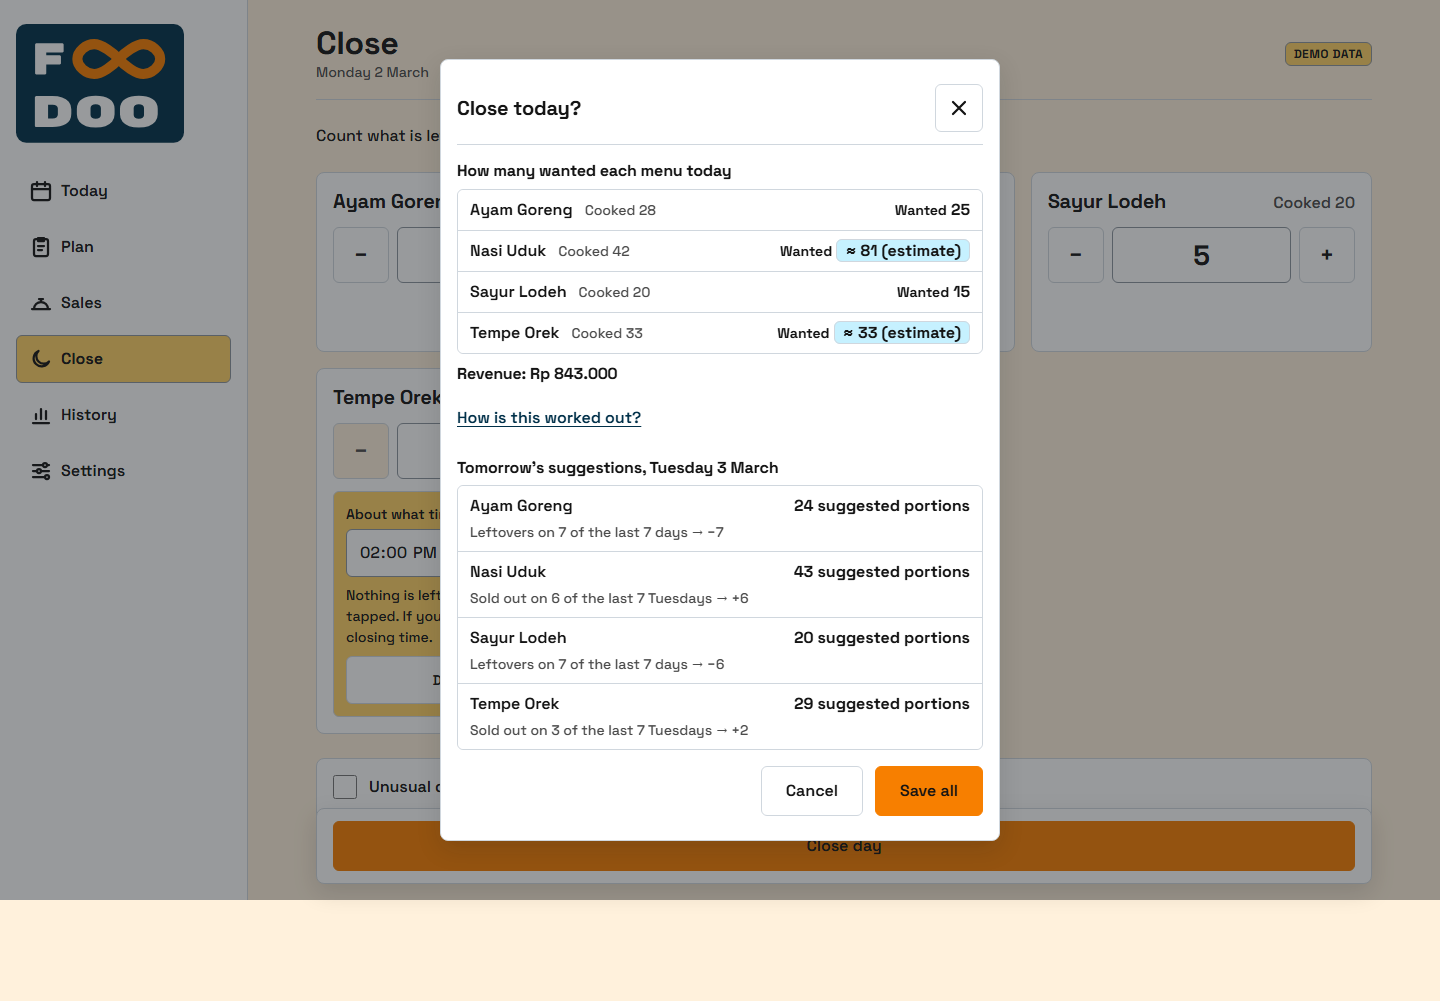 F∞
DOO
Today
Plan
Sales
Close
History
Settings
Close
Monday 2 March
DEMO DATA
Count what is le
Ayam Gorer
−
Sayur Lodeh
Cooked 20
−
5
+
Tempe Orek
−
About what ti
02:00 PM
Nothing is left
tapped. If you
closing time.
Unusual
Close day
Close today?
How many wanted each menu today
Ayam Goreng Cooked 28 Wanted 25
Nasi Uduk Cooked 42 Wanted ≈ 81 (estimate)
Sayur Lodeh Cooked 20 Wanted 15
Tempe Orek Cooked 33 Wanted ≈ 33 (estimate)
Revenue: Rp 843.000
How is this worked out?
Tomorrow's suggestions, Tuesday 3 March
Ayam Goreng 24 suggested portions
Leftovers on 7 of the last 7 days → −7
Nasi Uduk 43 suggested portions
Sold out on 6 of the last 7 Tuesdays → +6
Sayur Lodeh 20 suggested portions
Leftovers on 7 of the last 7 days → −6
Tempe Orek 29 suggested portions
Sold out on 3 of the last 7 Tuesdays → +2
Cancel
Save all